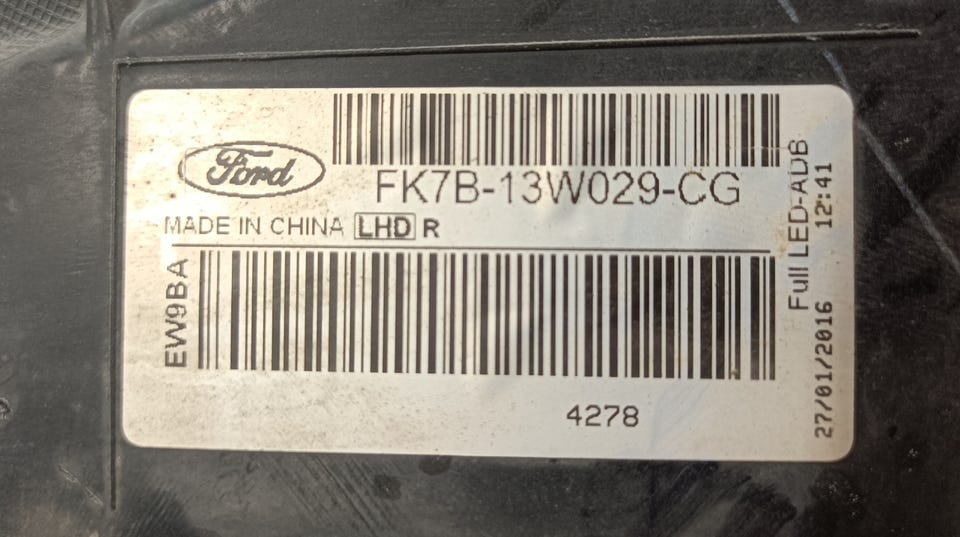 Ford
FK7B-13W029-CG
MADE IN CHINA LHD R
EW9BA
4278
Full LED-ADB
27/01/2016 12:41